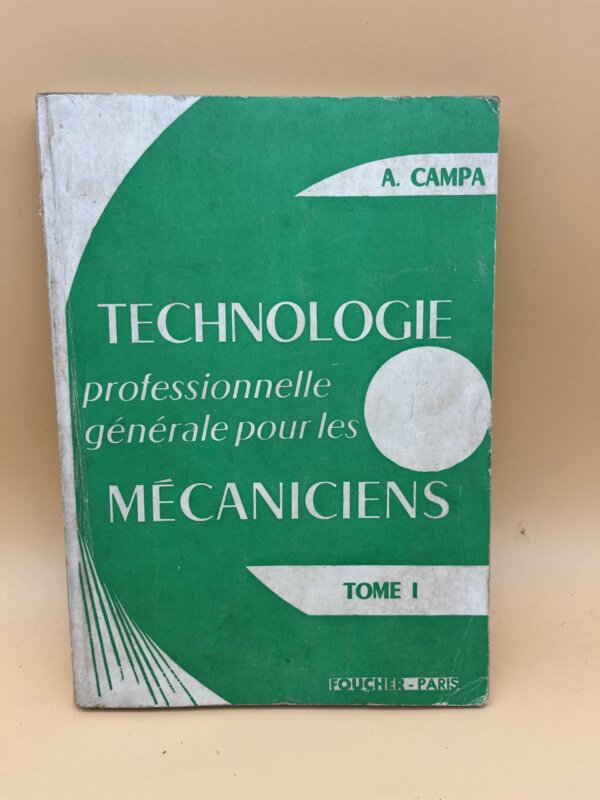 A. CAMPA
TECHNOLOGIE
professionnelle
générale pour les
MÉCANICIENS
TOME I
FOUCHER - PARIS